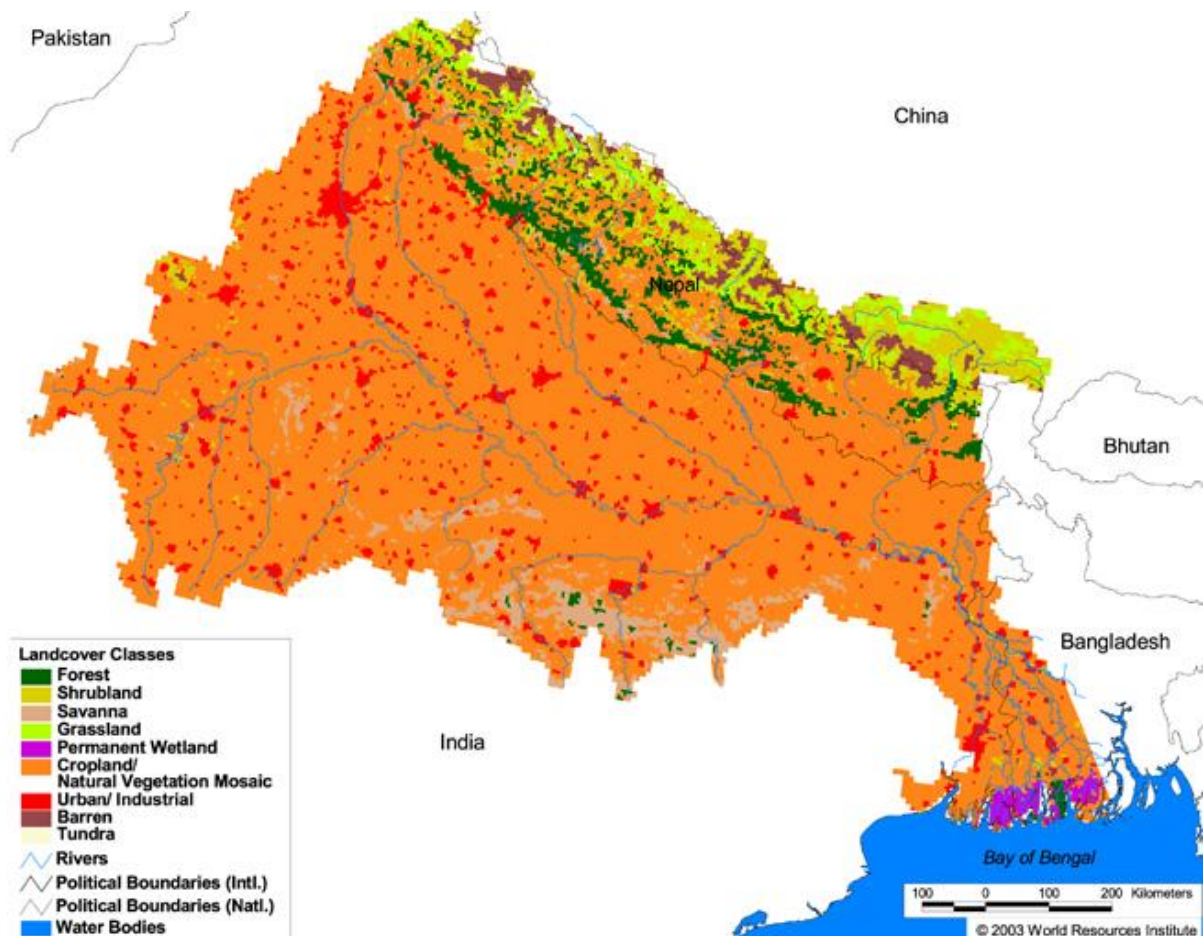 Pakistan
China
Nepal
Bhutan
Bangladesh
India
Bay of Bengal
Landcover Classes
Forest
Shrubland
Savanna
Grassland
Permanent Wetland
Cropland/
Natural Vegetation Mosaic
Urban/ Industrial
Barren
Tundra
Rivers
Political Boundaries (Intl.)
Political Boundaries (Natl.)
Water Bodies
100 0 100 200 Kilometers
© 2003 World Resources Institute